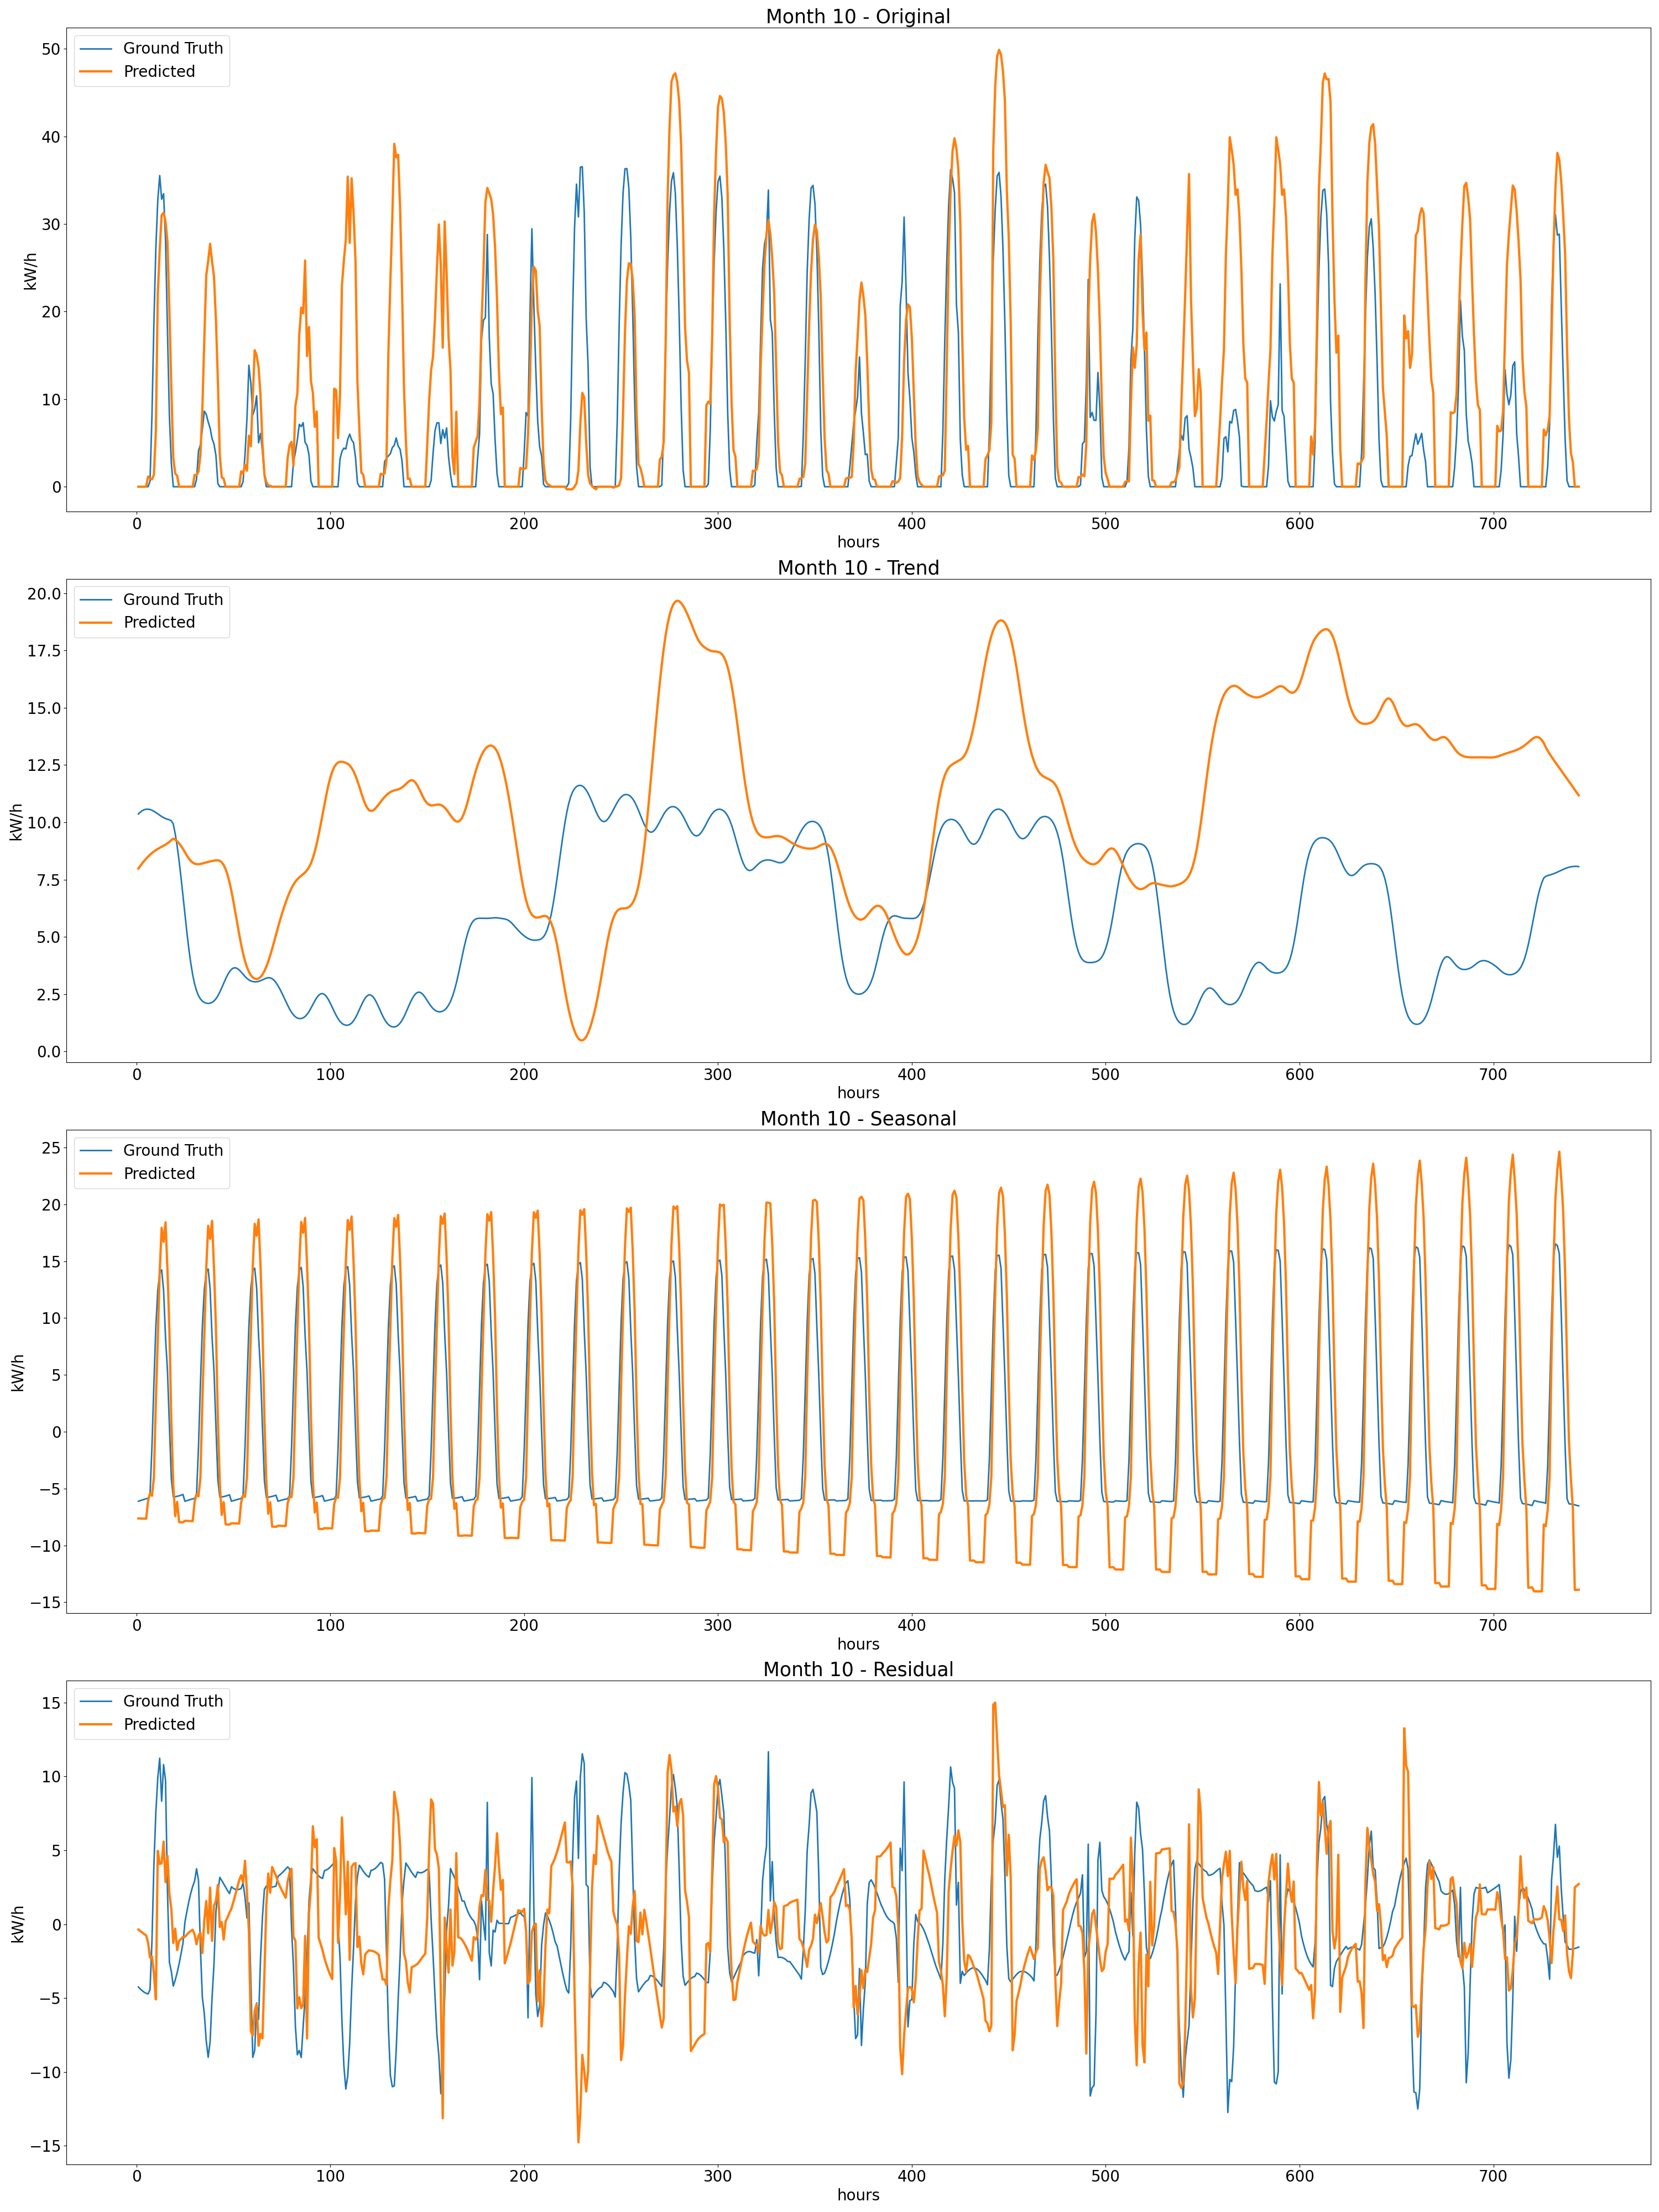 Month 10 - Original
Ground Truth
Predicted
50
40
30
20
10
0
kW/h
0 100 200 300 400 500 600 700
hours
Month 10 - Trend
Ground Truth
Predicted
20.0
17.5
15.0
12.5
10.0
7.5
5.0
2.5
0.0
kW/h
0 100 200 300 400 500 600 700
hours
Month 10 - Seasonal
Ground Truth
Predicted
25
20
15
10
5
0
−5
−10
−15
kW/h
0 100 200 300 400 500 600 700
hours
Month 10 - Residual
Ground Truth
Predicted
15
10
5
0
−5
−10
−15
kW/h
0 100 200 300 400 500 600 700
hours